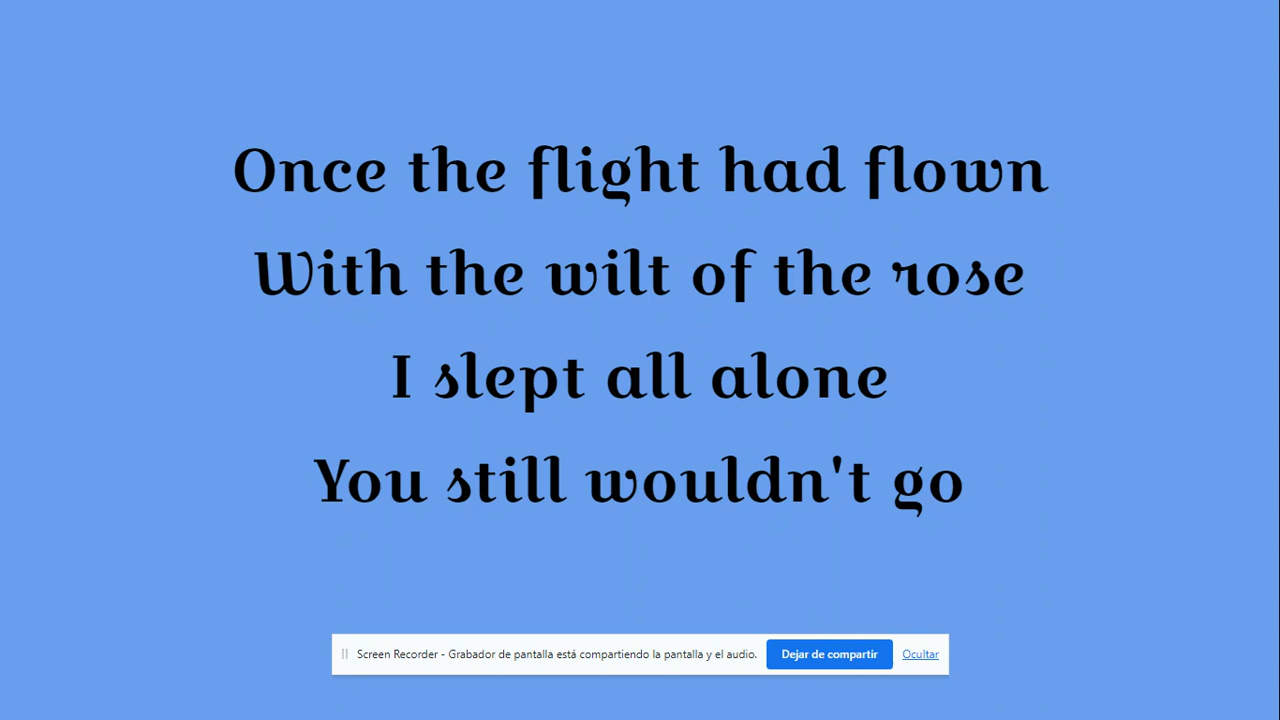 Once the flight had flown
With the wilt of the rose
I slept all alone
You still wouldn't go
Screen Recorder - Grabador de pantalla está compartiendo la pantalla y el audio. Dejar de compartir Ocultar